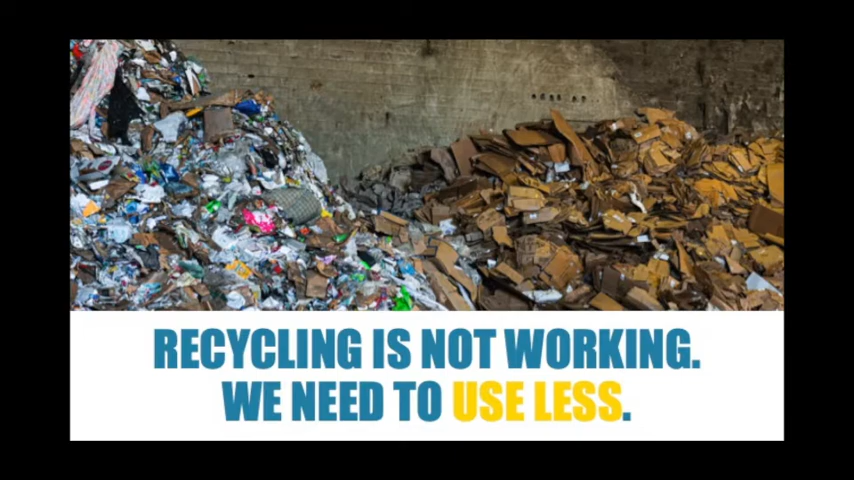 RECYCLING IS NOT WORKING.
WE NEED TO USE LESS.